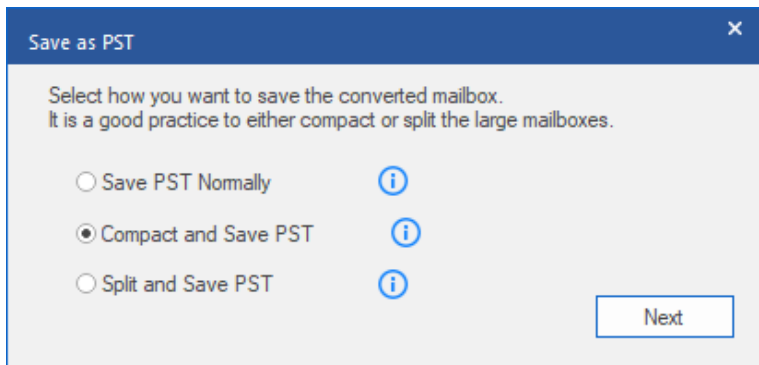 Save as PST
Select how you want to save the converted mailbox.
It is a good practice to either compact or split the large mailboxes.
Save PST Normally
Compact and Save PST
Split and Save PST
Next